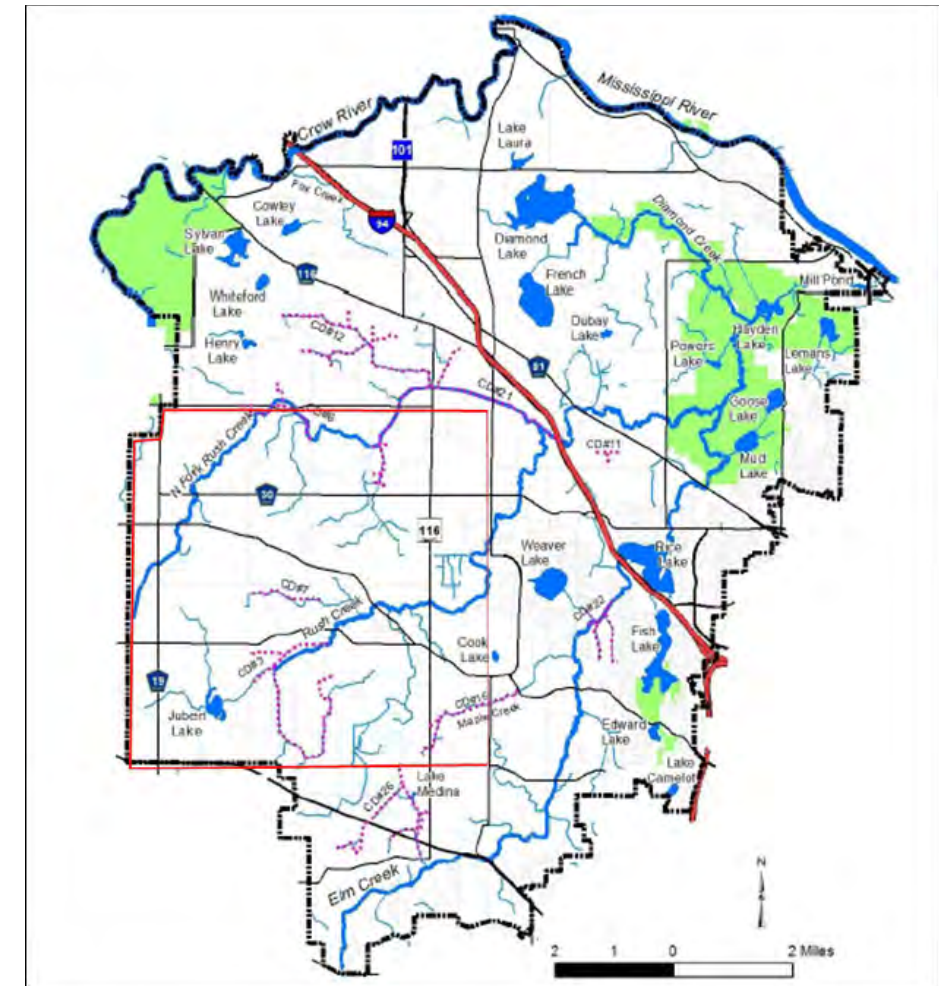 Mississippi River
Crow River
101
Lake
Laura
Fox Creek
94
Cowley
Lake
Sylvan
Lake
Diamond
Lake
Diamond Creek
116
French
Lake
Whiteford
Lake
Mill Pond
CD#12
Dubay
Lake
Hayden
Lake
Henry
Lake
Powers
Lake
Lemans
Lake
81
CD#21
Goose
Lake
N Fork Rush Creek
CD#11
Mud
Lake
50
116
Weaver
Lake
Rice
Lake
CD#7
Rush Creek
CD#22
Fish
Lake
Cook
Lake
CD#3
19
CD#16
Maple Creek
Jubert
Lake
Edward
Lake
Lake
Camelot
Lake
Medina
CD#26
Elm Creek
N
2 1 0 2 Miles